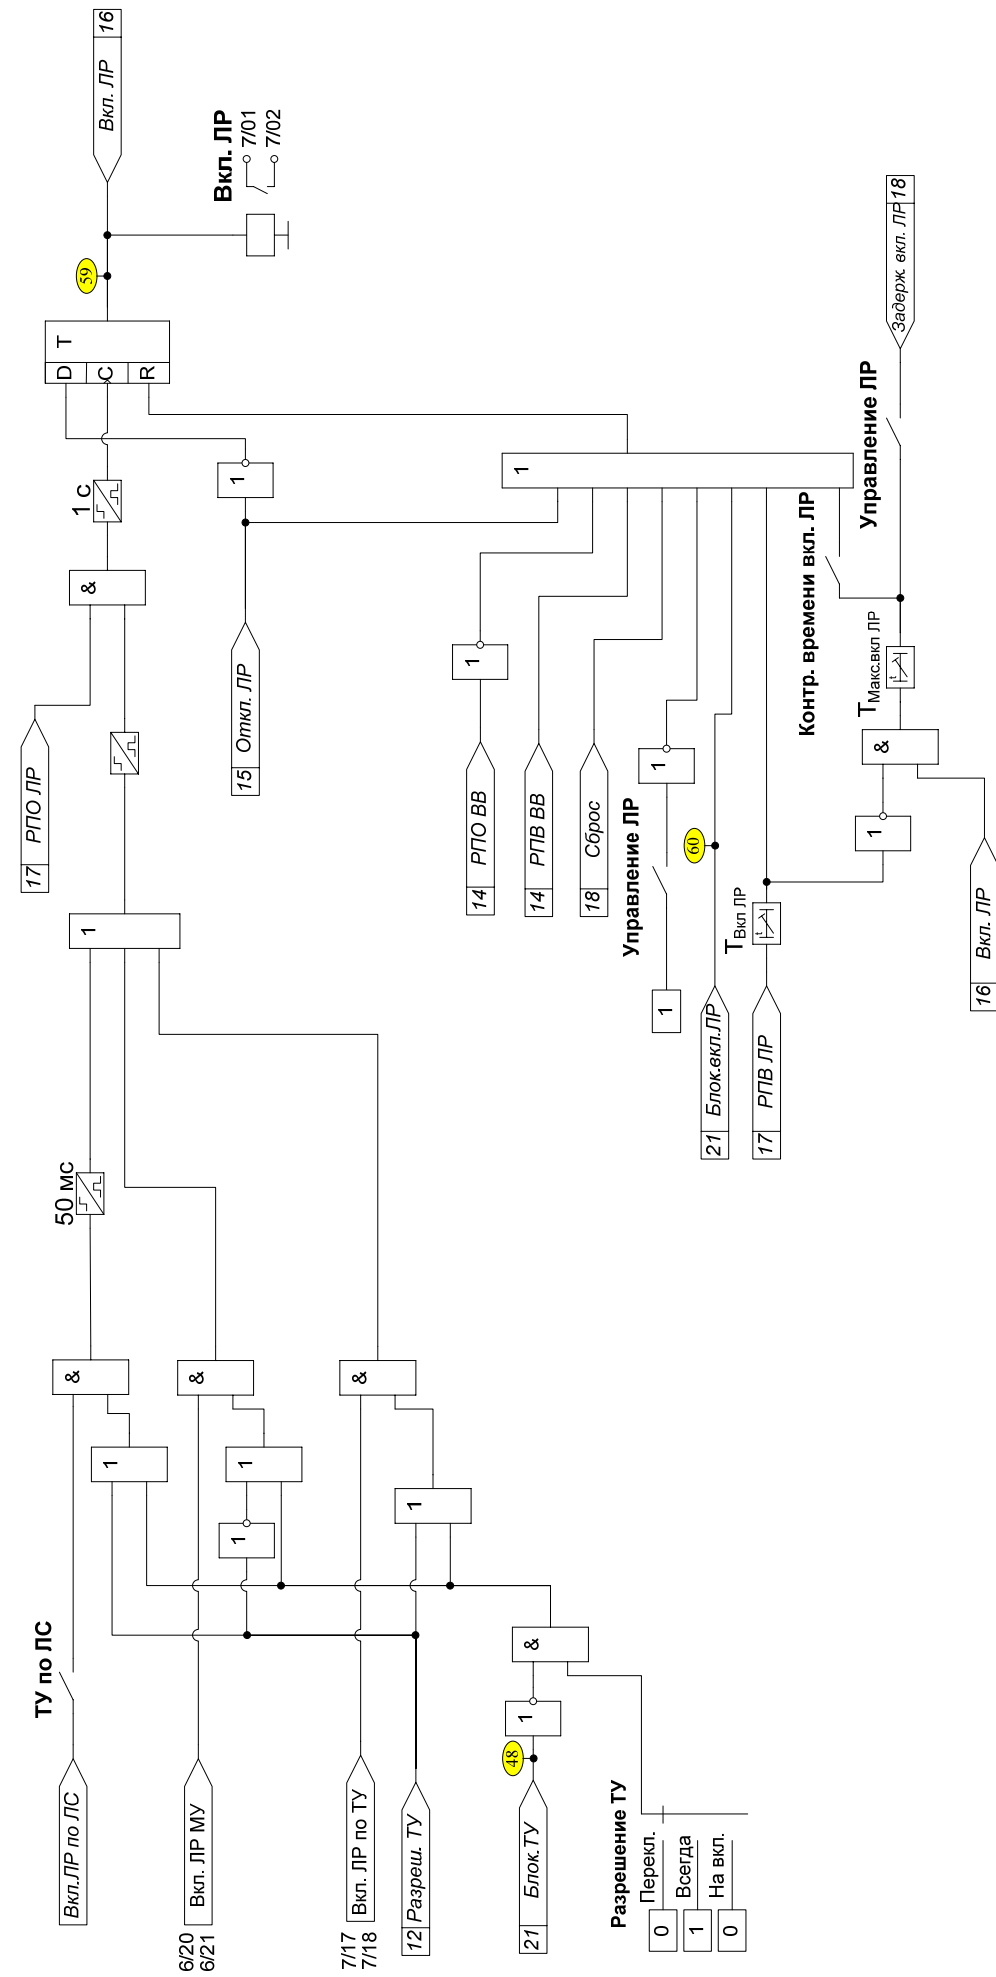 ТУ по ЛС
Вкл.ЛР по ЛС
6/20
6/21
Вкл. ЛР МУ
7/17
7/18
Вкл. ЛР по ТУ
12 Разреш. ТУ
21 Блок.ТУ
48
Разрешение ТУ
0 Перекл.
1 Всегда
0 На вкл.
1
1
1
1
1
&
&
&
&
50 мс
1
17 РПО ЛР
&
1 с
D
C
R
T
59
Вкл. ЛР 16
Вкл. ЛР
7/01
7/02
15 Откл. ЛР
1
14 РПО ВВ
1
14 РПВ ВВ
18 Сброс
Управление ЛР
1
1
21 Блок.вкл.ЛР
60
17 РПВ ЛР
TВкл ЛР
t
1
16 Вкл. ЛР
&
TМакс.вкл ЛР
t
Контр. времени вкл. ЛР
1
Управление ЛР
Задерж. вкл. ЛР 18